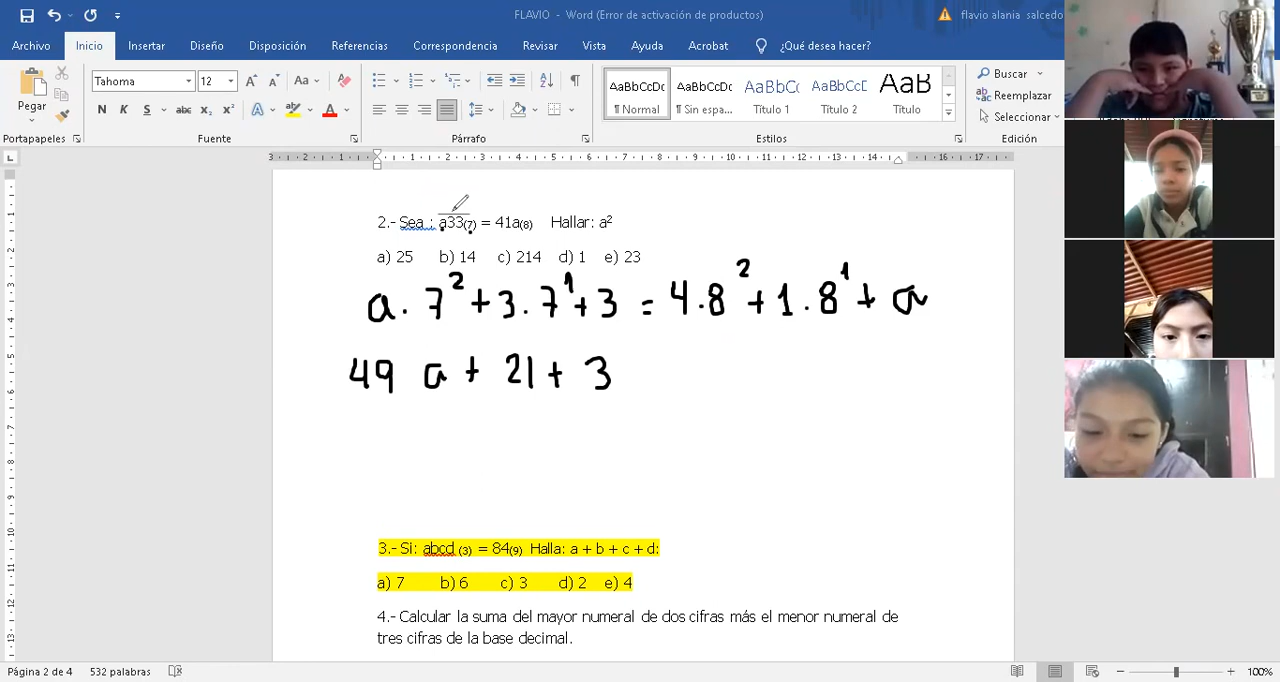 FLAVIO - Word (Error de activación de productos)
flavio alania salcedo
Archivo Inicio Insertar Diseño Disposición Referencias Correspondencia Revisar Vista Ayuda Acrobat ¿Qué desea hacer?
Pegar
Tahoma 12
AaBbCcDc ¶ Normal
AaBbCcDc ¶ Sin espa...
AaBbCc Título 1
AaBbCcE Título 2
AaB Título
Buscar
Reemplazar
Seleccionar
Portapapeles Fuente Párrafo Estilos Edición
2.- Sea : a33(7) = 41a(8) Hallar: a²
a) 25 b) 14 c) 214 d) 1 e) 23
a. 7² + 3. 7¹ + 3 = 4.8² + 1.8¹ + a
49 a + 21 + 3
3.- Si: abcd (3) = 84(9) Halla: a + b + c + d:
a) 7 b) 6 c) 3 d) 2 e) 4
4.- Calcular la suma del mayor numeral de dos cifras más el menor numeral de
tres cifras de la base decimal.
Página 2 de 4 532 palabras 100%